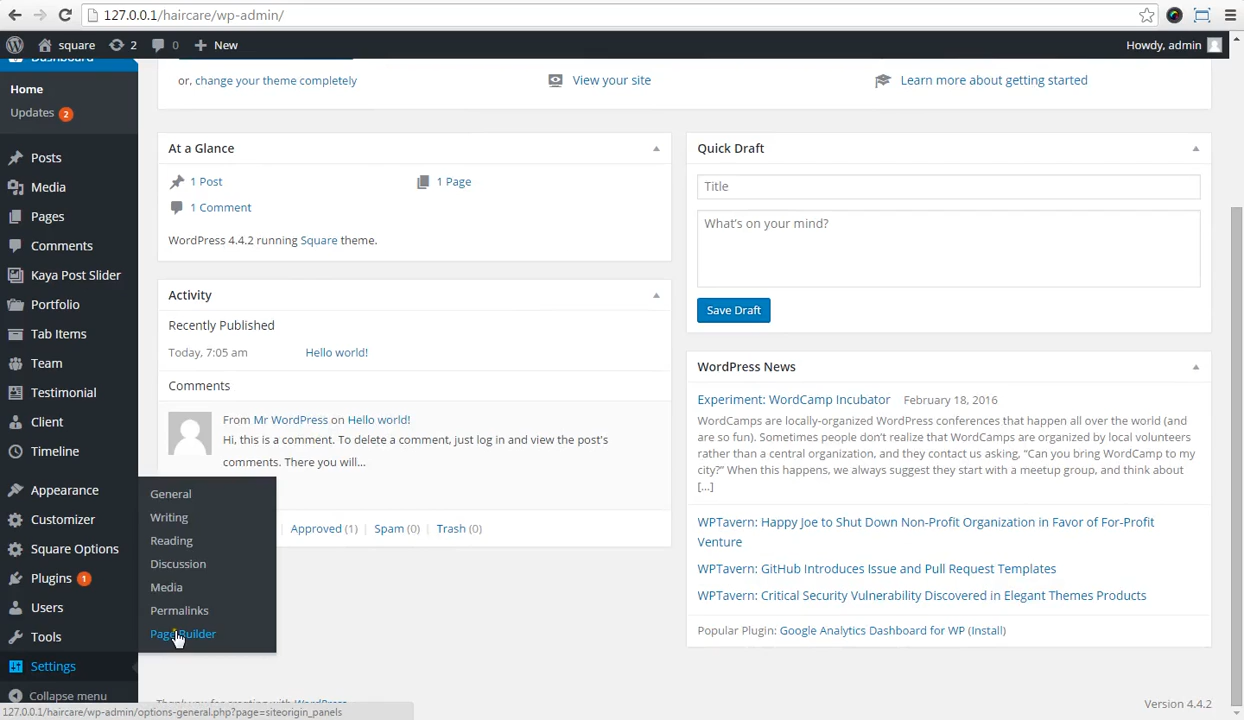 127.0.0.1/haircare/wp-admin/
square 2 0 + New Howdy, admin
Dashboard
Home
Updates 2
Posts
Media
Pages
Comments
Kaya Post Slider
Portfolio
Tab Items
Team
Testimonial
Client
Timeline
Appearance
Customizer
Square Options
Plugins 1
Users
Tools
Settings
Collapse menu
General
Writing
Reading
Discussion
Media
Permalinks
Page Builder
or, change your theme completely
View your site
Learn more about getting started
At a Glance
1 Post 1 Page
1 Comment
WordPress 4.4.2 running Square theme.
Activity
Recently Published
Today, 7:05 am Hello world!
Comments
From Mr WordPress on Hello world!
Hi, this is a comment. To delete a comment, just log in and view the post's
comments. There you will...
Approved (1) Spam (0) Trash (0)
Quick Draft
Title
What's on your mind?
Save Draft
WordPress News
Experiment: WordCamp Incubator February 18, 2016
WordCamps are locally-organized WordPress conferences that happen all over the world (and
are so fun). Sometimes people don't realize that WordCamps are organized by local volunteers
rather than a central organization, and they contact us asking, "Can you bring WordCamp to my
city?" When this happens, we always suggest they start with a meetup group, and think about
[...]
WPTavern: Happy Joe to Shut Down Non-Profit Organization in Favor of For-Profit
Venture
WPTavern: GitHub Introduces Issue and Pull Request Templates
WPTavern: Critical Security Vulnerability Discovered in Elegant Themes Products
Popular Plugin: Google Analytics Dashboard for WP (Install)
Thank you for creating with WordPress.
Version 4.4.2
127.0.0.1/haircare/wp-admin/options-general.php?page=siteorigin_panels